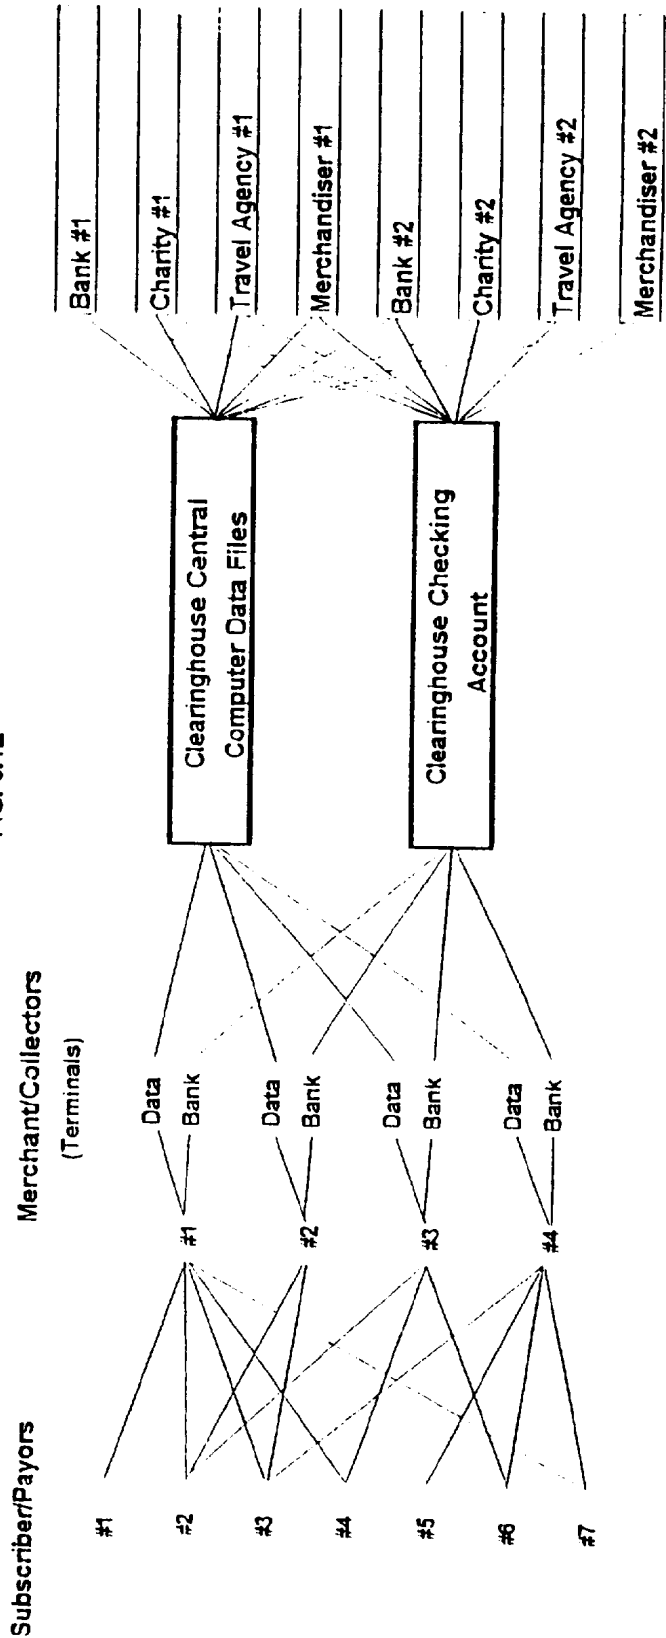 Subscriber/Payors
#1
#2
#3
#4
#5
#6
#7
Merchant/Collectors
(Terminals)
#1
Data
Bank
#2
Data
Bank
#3
Data
Bank
#4
Data
Bank
Clearinghouse Central
Computer Data Files
Clearinghouse Checking
Account
Bank #1
Charity #1
Travel Agency #1
Merchandiser #1
Bank #2
Charity #2
Travel Agency #2
Merchandiser #2